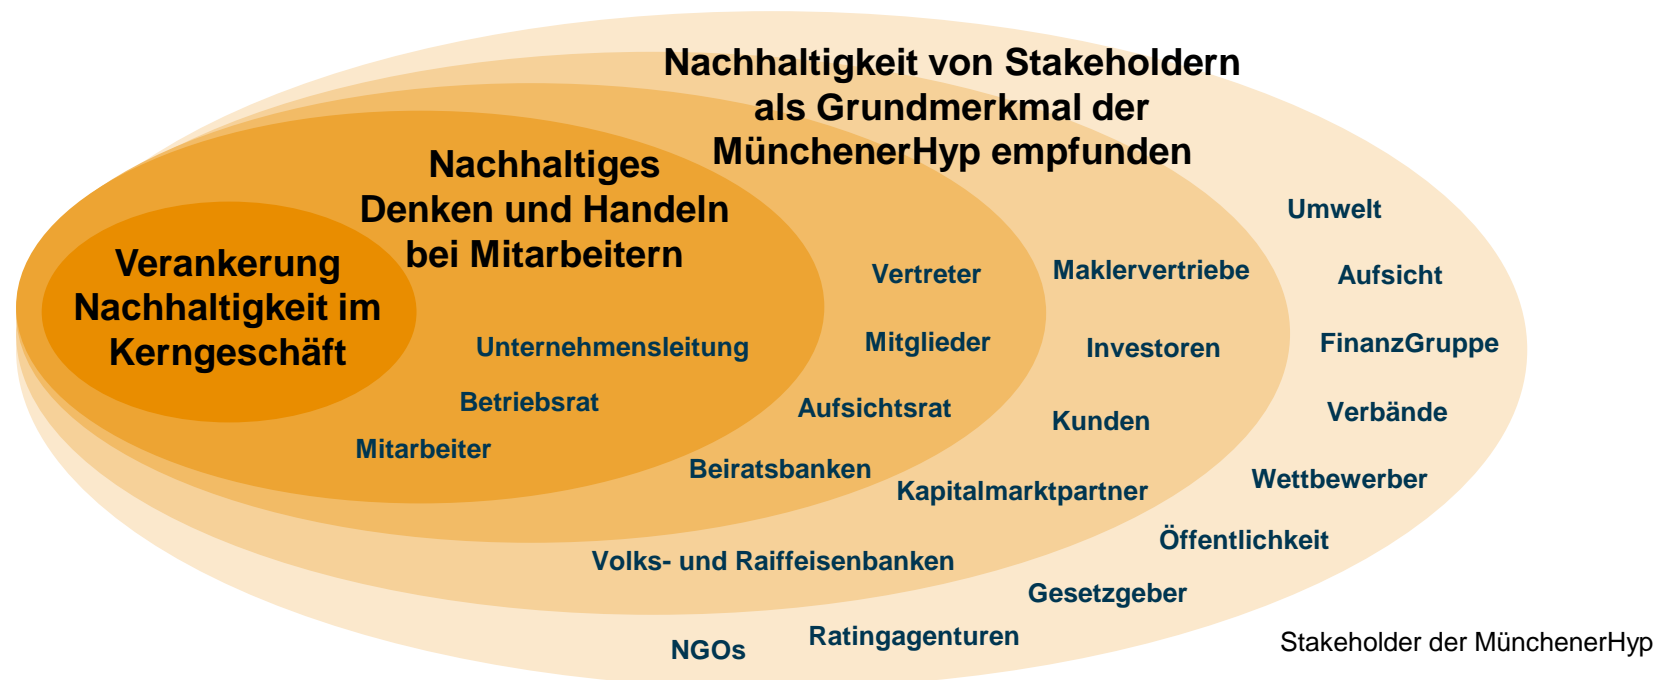 Nachhaltigkeit von Stakeholdern
als Grundmerkmal der
MünchenerHyp empfunden
Nachhaltiges
Denken und Handeln
bei Mitarbeitern
Verankerung
Nachhaltigkeit im
Kerngeschäft
Unternehmensleitung
Betriebsrat
Mitarbeiter
Vertreter
Mitglieder
Aufsichtsrat
Beiratsbanken
Maklervertriebe
Investoren
Kunden
Kapitalmarktpartner
Volks- und Raiffeisenbanken
Umwelt
Aufsicht
FinanzGruppe
Verbände
Wettbewerber
Öffentlichkeit
Gesetzgeber
Ratingagenturen
NGOs
Stakeholder der MünchenerHyp